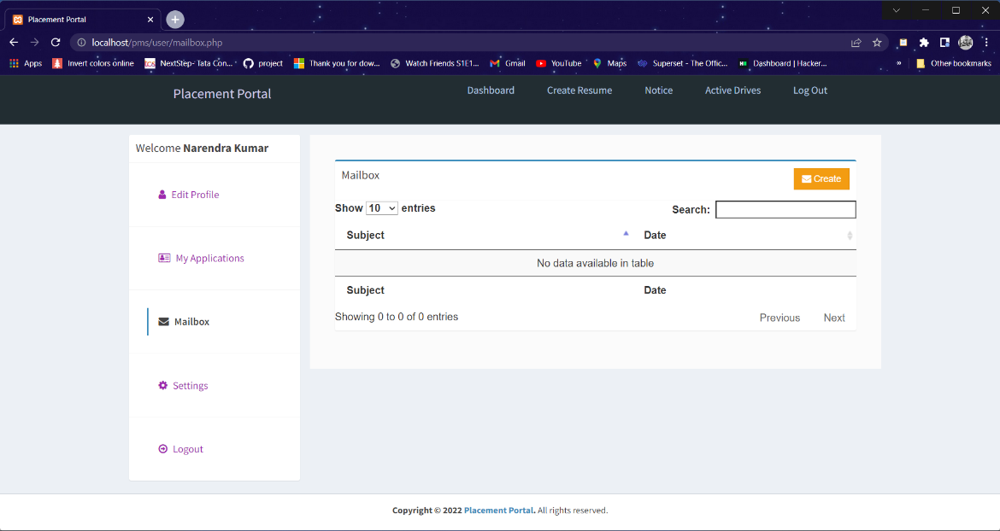 Placement Portal
localhost/pms/user/mailbox.php
Apps Invert colors online NextStep- Tata Con... project Thank you for dow... Watch Friends S1E1... Gmail YouTube Maps Superset - The Offic... Dashboard | Hacker... » Other bookmarks
Placement Portal Dashboard Create Resume Notice Active Drives Log Out
Welcome Narendra Kumar
Edit Profile
My Applications
Mailbox
Settings
Logout
Mailbox Create
Show 10 entries Search:
Subject Date
No data available in table
Subject Date
Showing 0 to 0 of 0 entries Previous Next
Copyright © 2022 Placement Portal. All rights reserved.